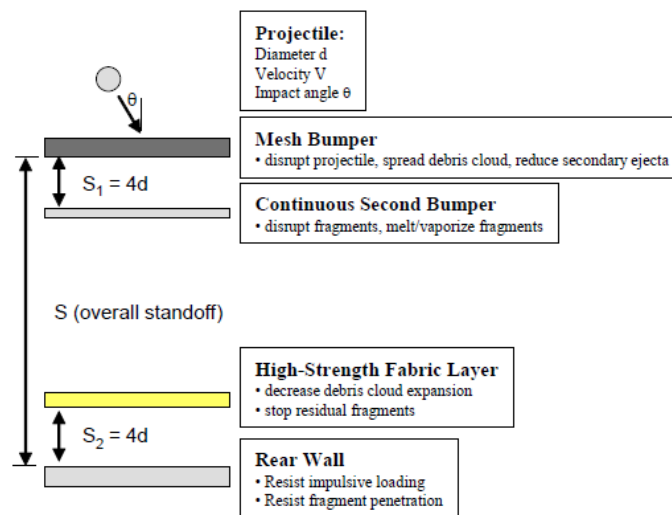 Projectile:
Diameter d
Velocity V
Impact angle θ
θ
Mesh Bumper
• disrupt projectile, spread debris cloud, reduce secondary ejecta
S1 = 4d
Continuous Second Bumper
• disrupt fragments, melt/vaporize fragments
S (overall standoff)
High-Strength Fabric Layer
• decrease debris cloud expansion
• stop residual fragments
S2 = 4d
Rear Wall
• Resist impulsive loading
• Resist fragment penetration